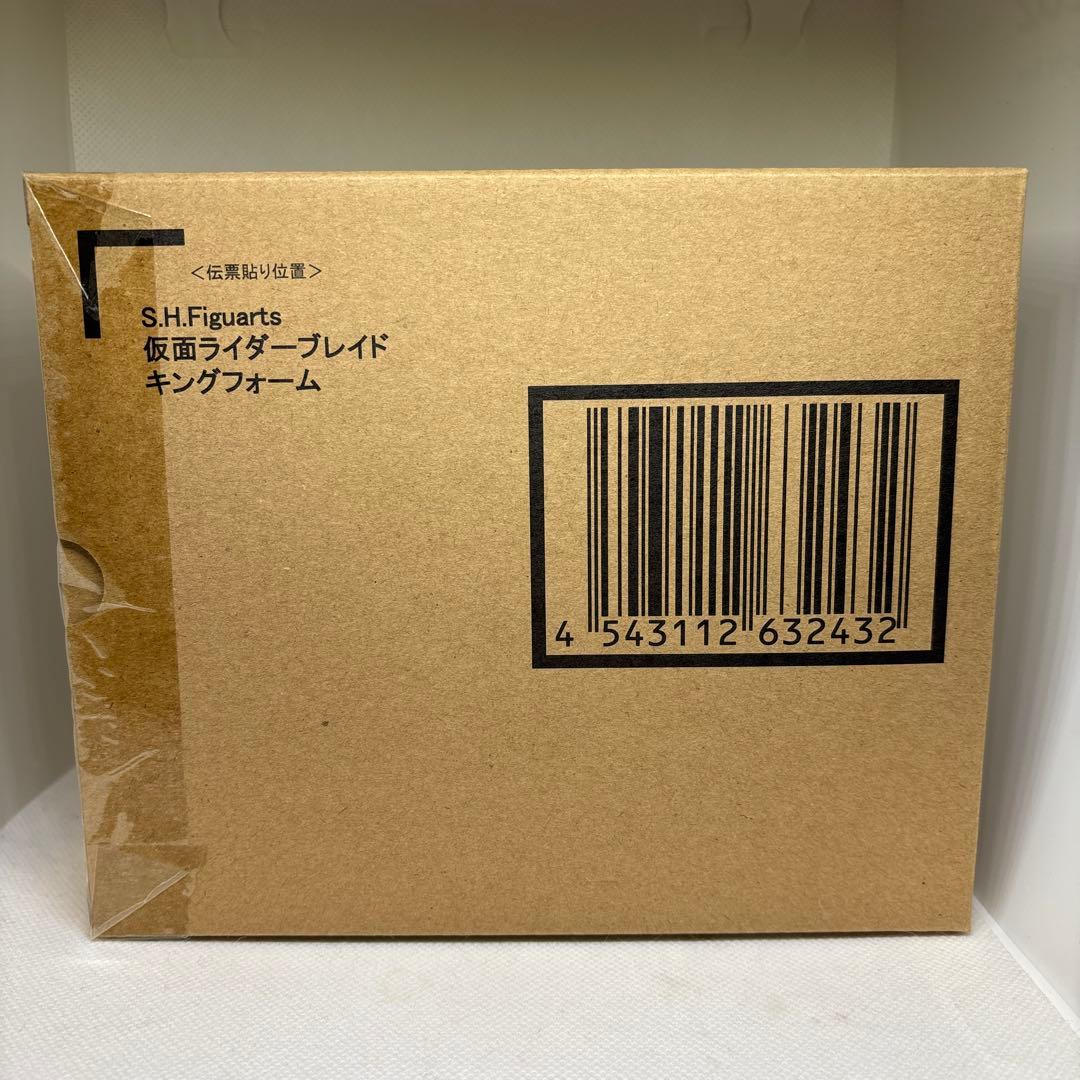 <伝票貼り位置>
S.H.Figuarts
仮面ライダーブレイド
キングフォーム
4 543112 632432